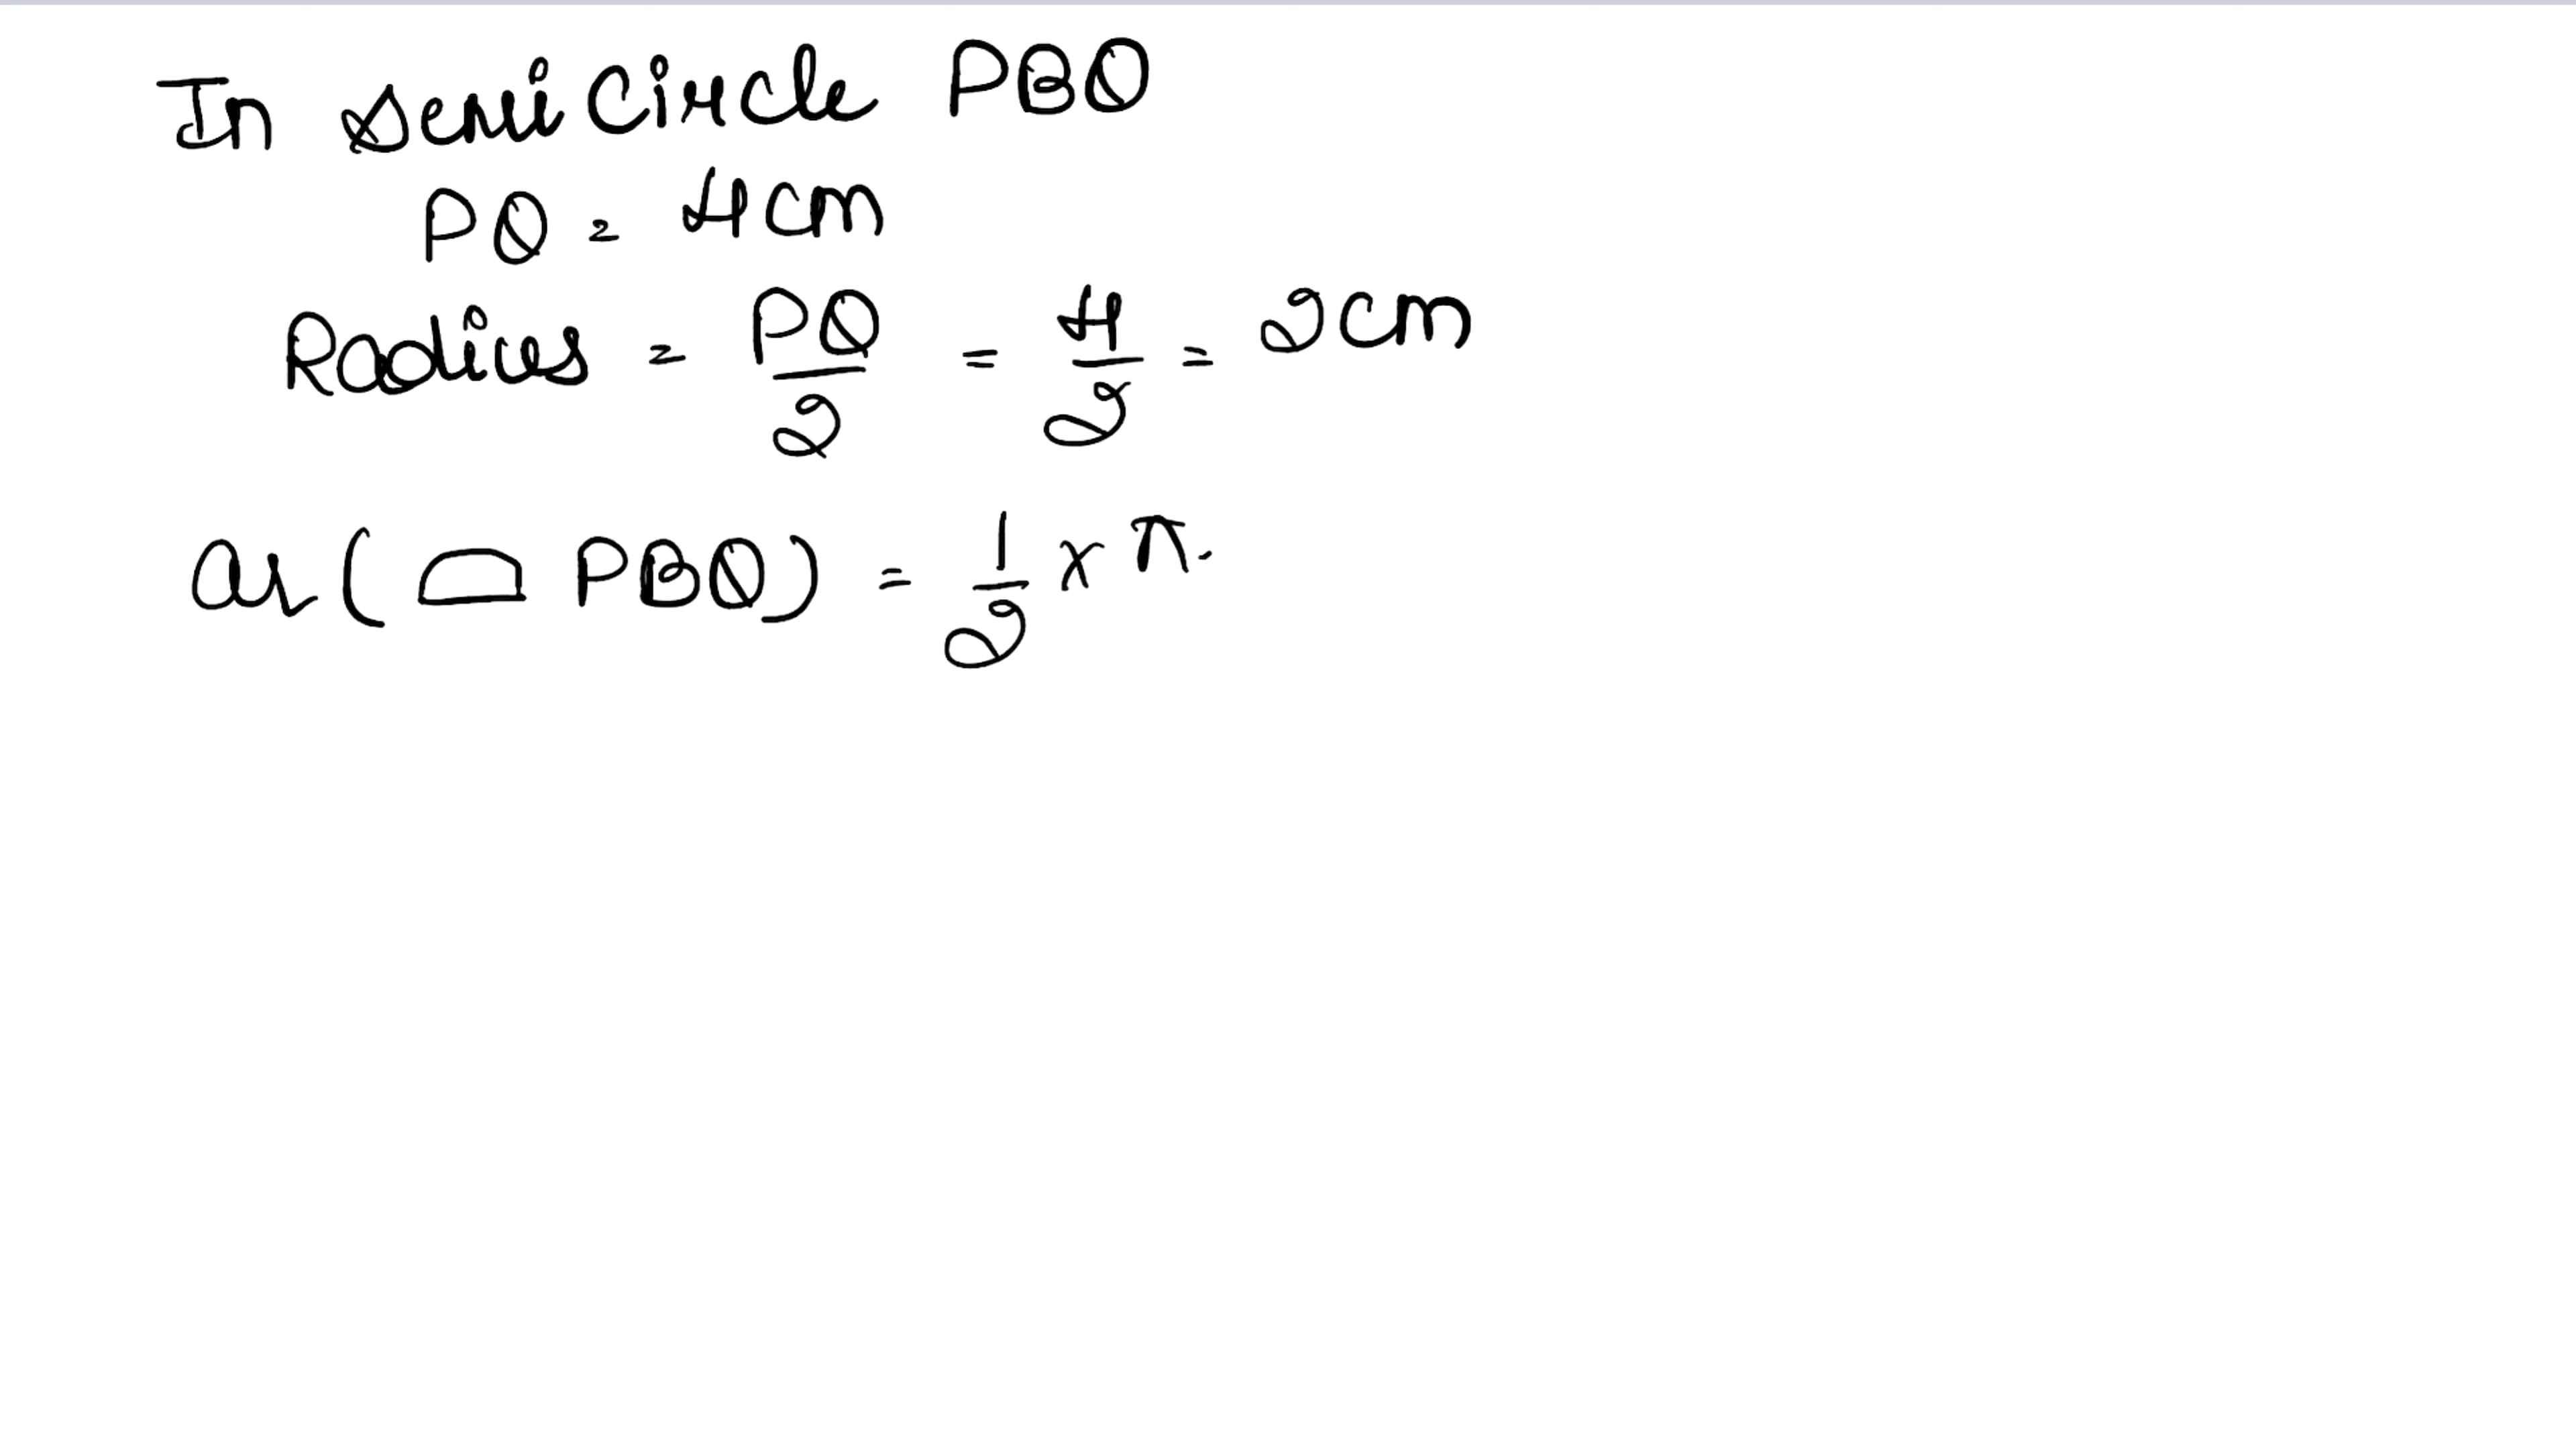 In semicircle PBQ
PQ = 4cm
Radius = PQ/2 = 4/2 = 2cm
ar(⌓ PBQ) = 1/2 × π.